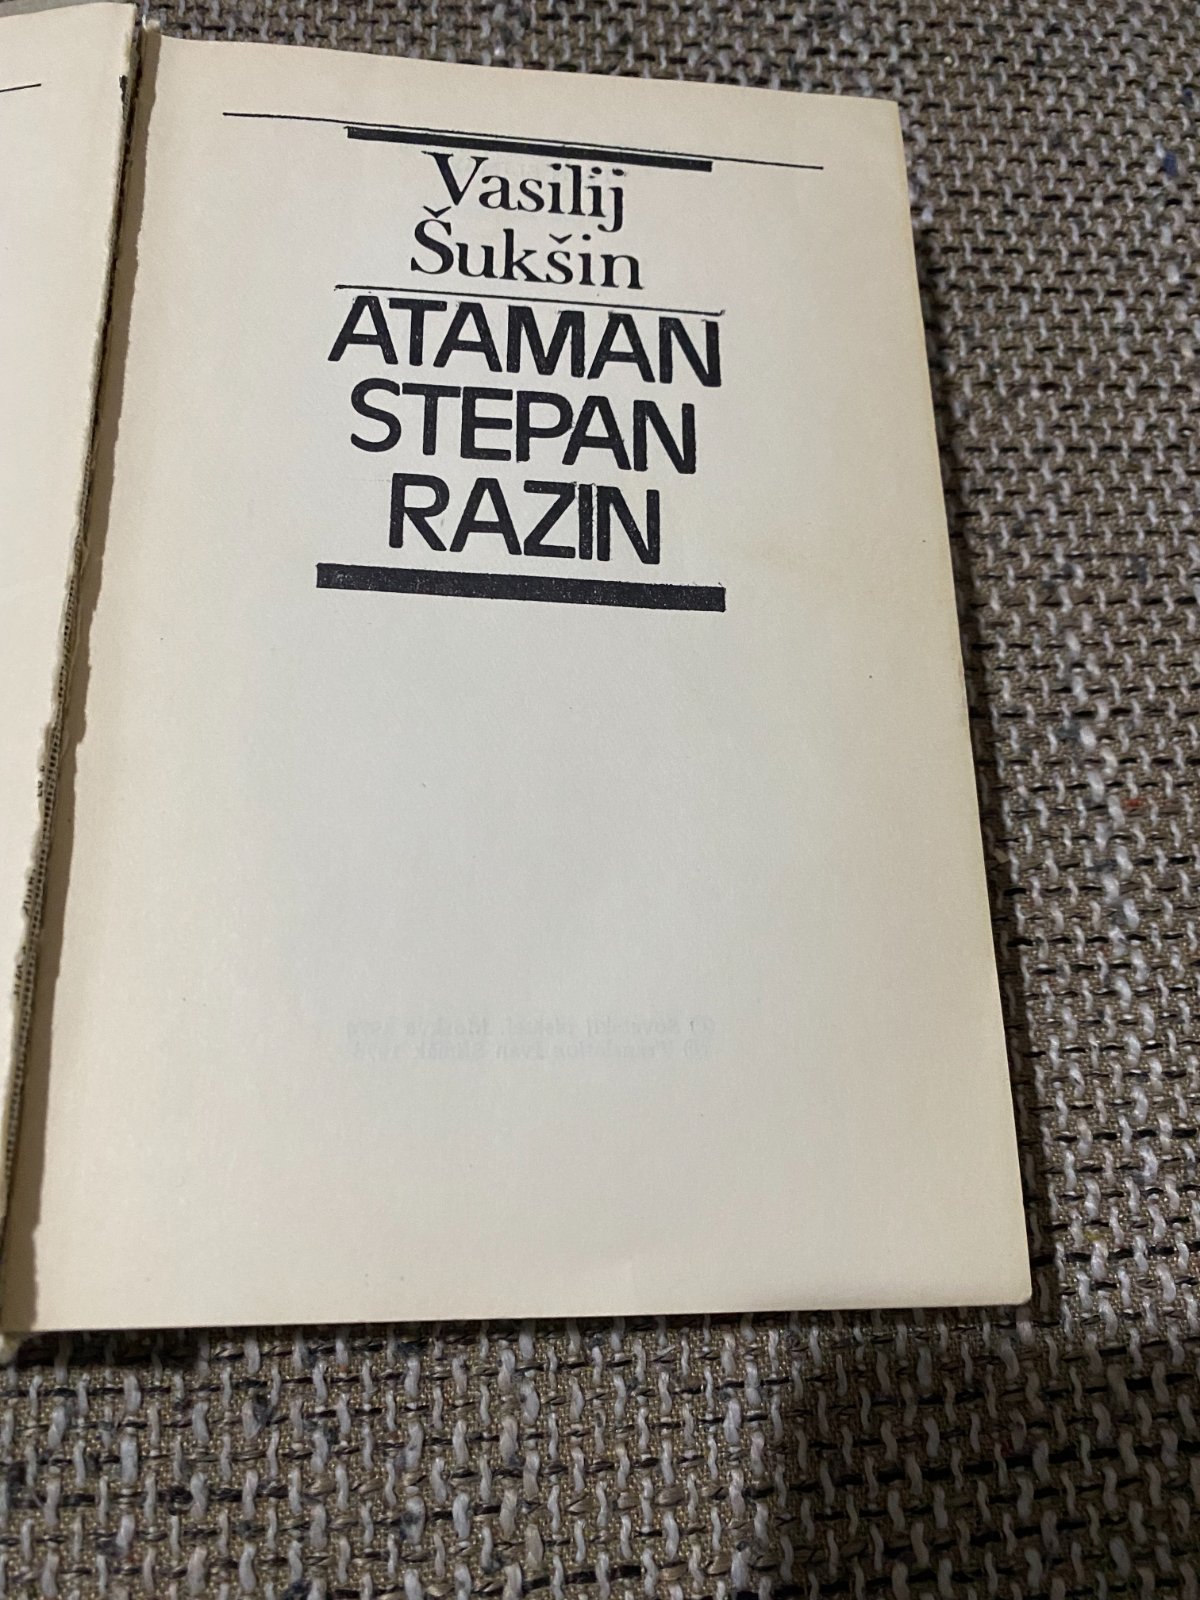 Vasilij
Šukšin
ATAMAN
STEPAN
RAZIN